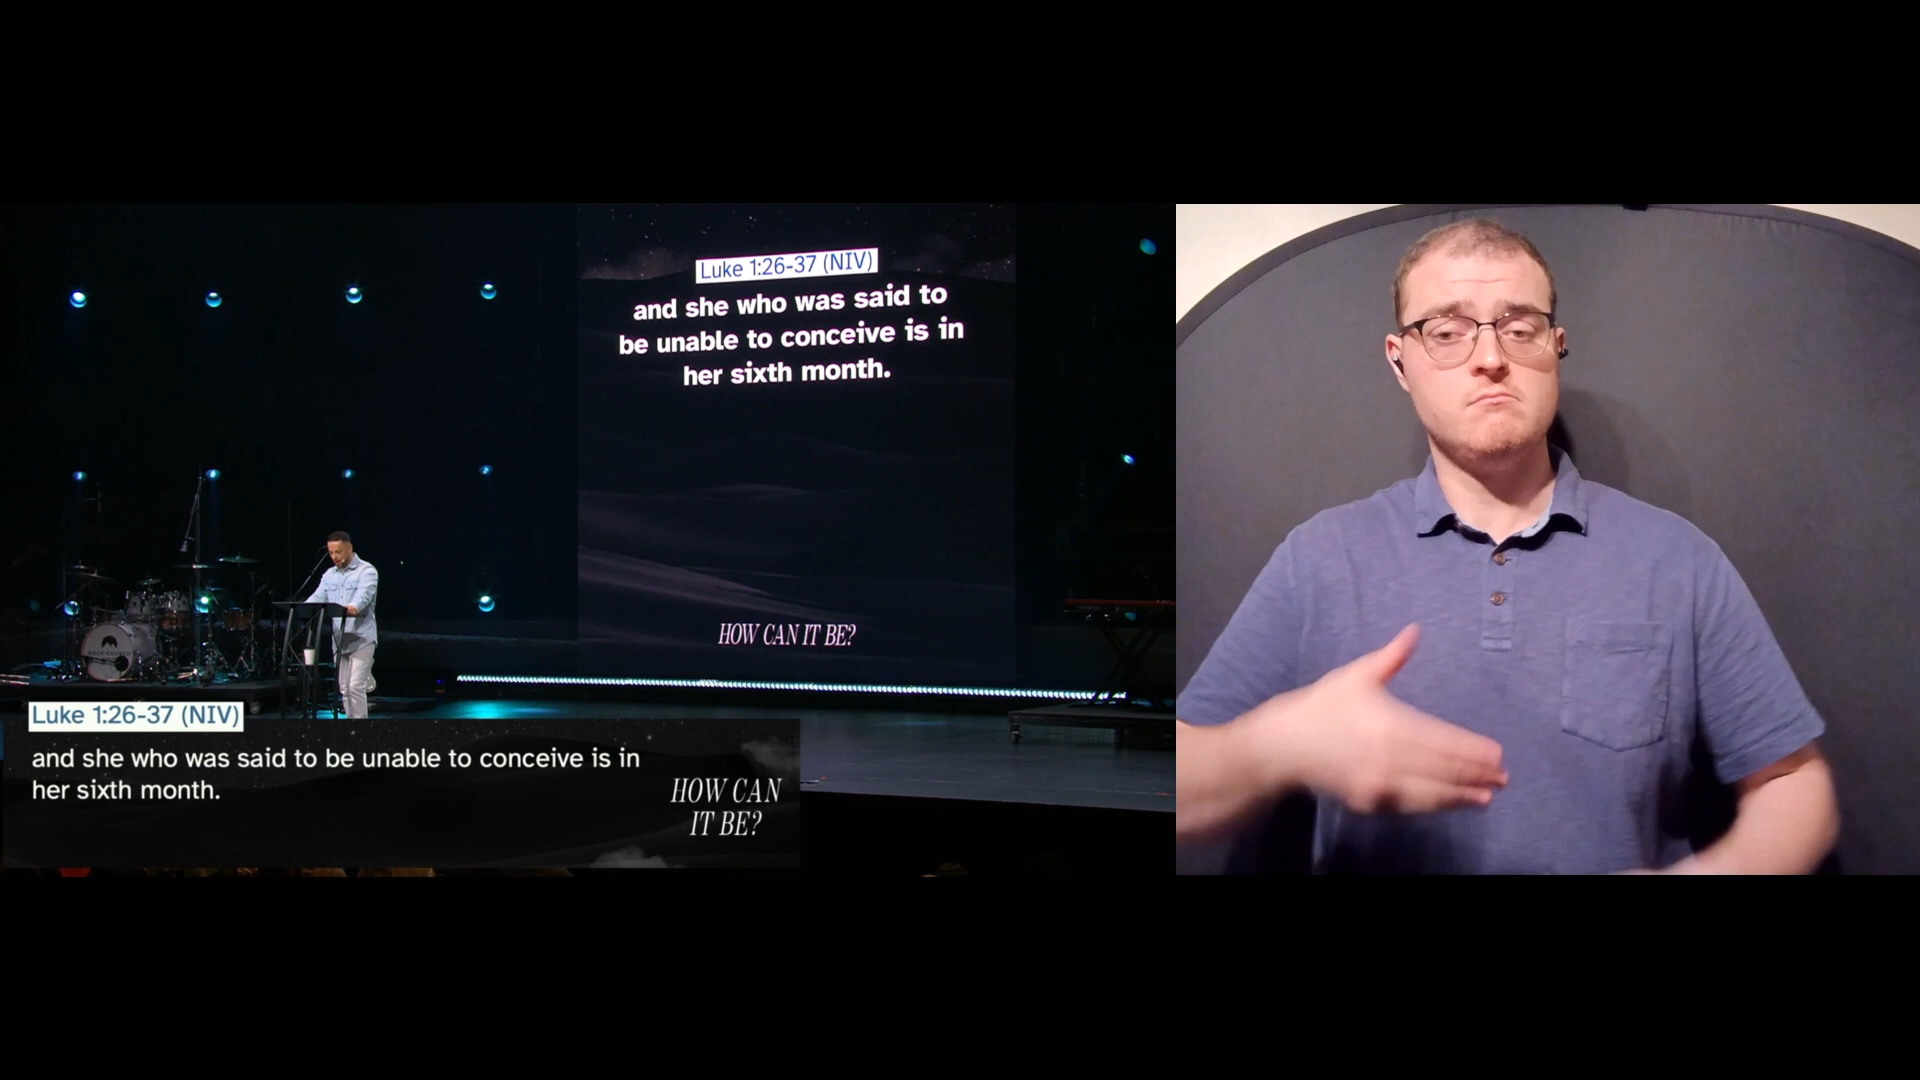 Luke 1:26-37 (NIV)
and she who was said to
be unable to conceive is in
her sixth month.
HOW CAN IT BE?
Luke 1:26-37 (NIV)
and she who was said to be unable to conceive is in
her sixth month.
HOW CAN
IT BE?
ROCK CHURCH